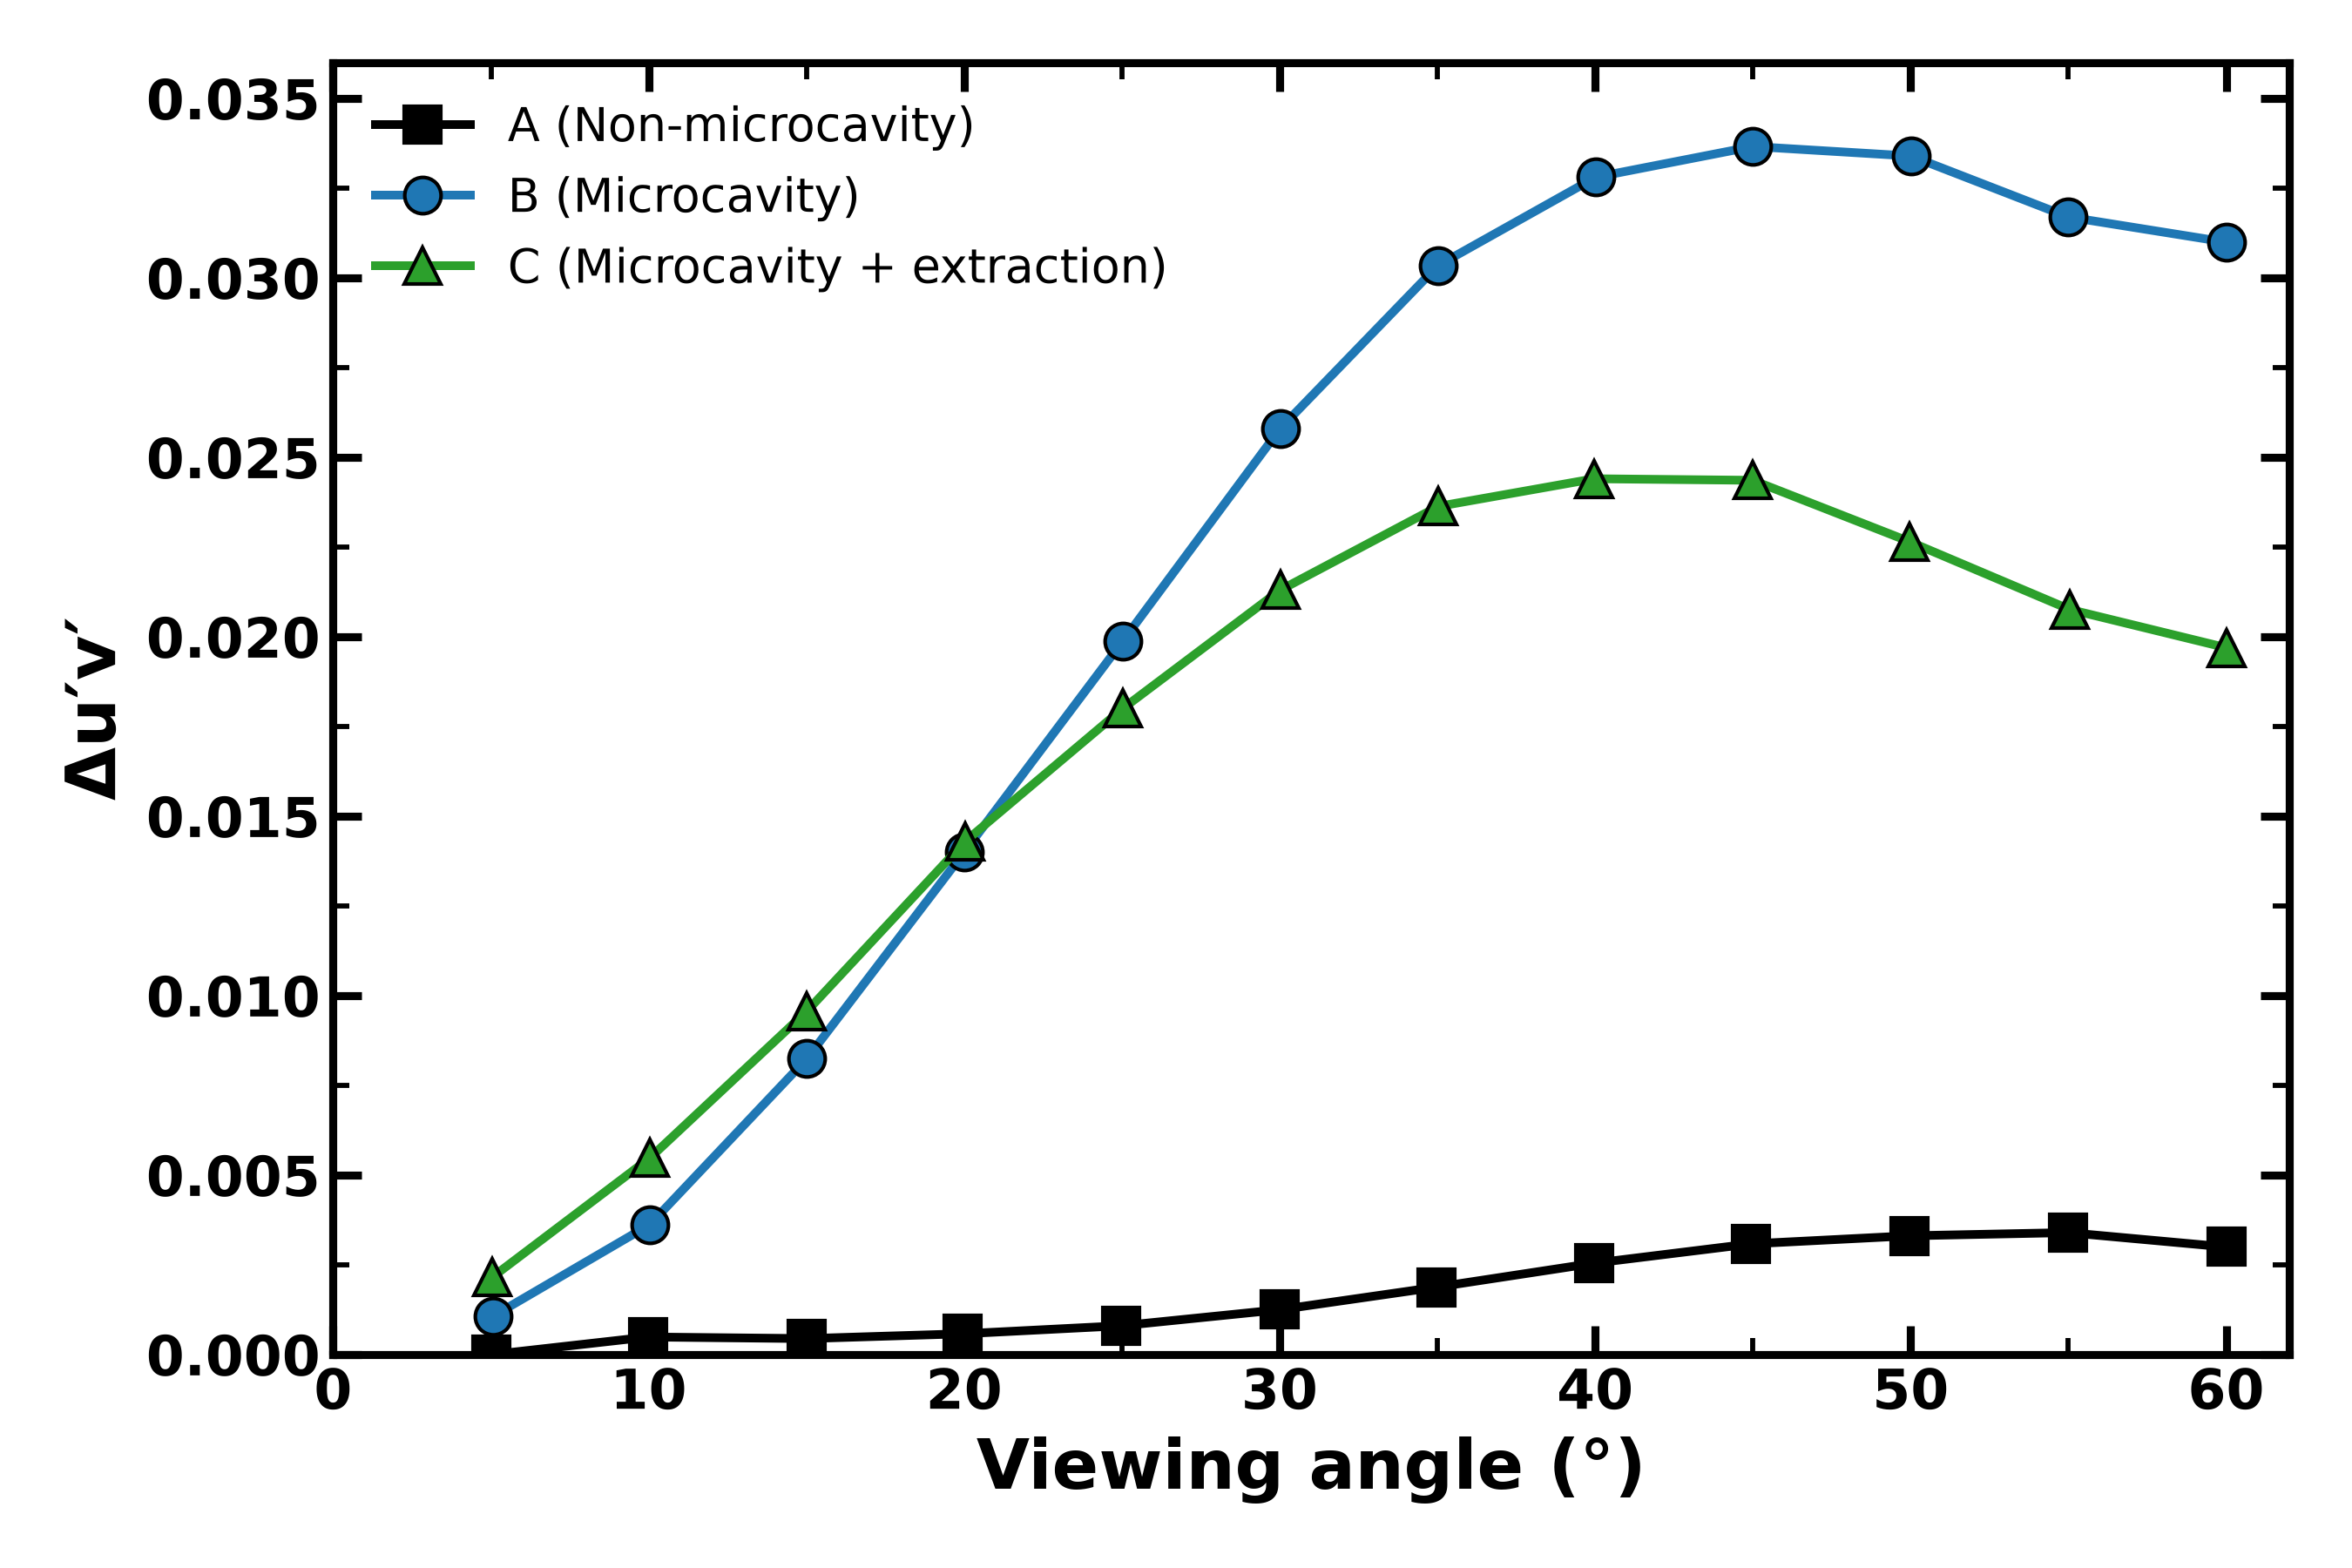 0.035
0.030
0.025
0.020
0.015
0.010
0.005
0.000
Δu′v′
A (Non-microcavity)
B (Microcavity)
C (Microcavity + extraction)
0 10 20 30 40 50 60
Viewing angle (°)